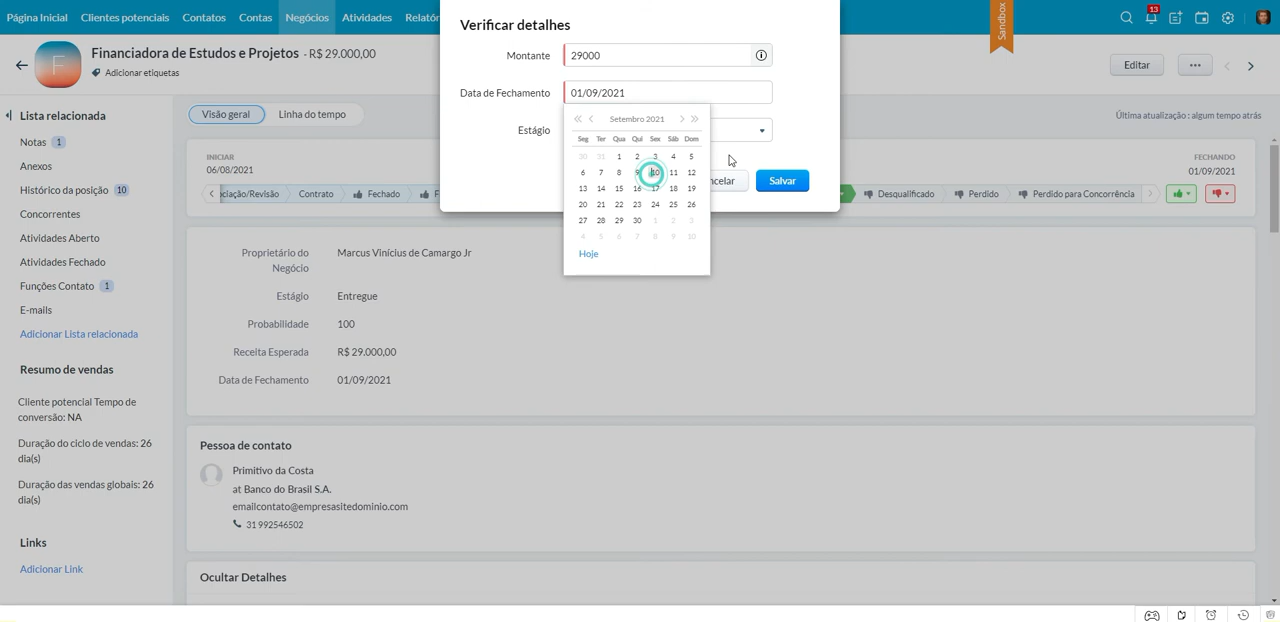 Página Inicial Clientes potenciais Contatos Contas Negócios Atividades Relatór
Verificar detalhes
Sandbox
13
Montante 29000
Data de Fechamento 01/09/2021
Estágio
Setembro 2021
Seg Ter Qua Qui Sex Sáb Dom
30 31 1 2 3 4 5
6 7 8 9 10 11 12
13 14 15 16 17 18 19
20 21 22 23 24 25 26
27 28 29 30 1 2 3
4 5 6 7 8 9 10
Hoje
ncelar Salvar
F
Financiadora de Estudos e Projetos - R$ 29.000,00
Adicionar etiquetas
Editar
Lista relacionada
Notas 1
Anexos
Histórico da posição 10
Concorrentes
Atividades Aberto
Atividades Fechado
Funções Contato 1
E-mails
Adicionar Lista relacionada
Resumo de vendas
Cliente potencial Tempo de
conversão: NA
Duração do ciclo de vendas: 26
dia(s)
Duração das vendas globais: 26
dia(s)
Links
Adicionar Link
Visão geral Linha do tempo
Última atualização : algum tempo atrás
INICIAR
06/08/2021
FECHANDO
01/09/2021
ciação/Revisão Contrato Fechado F Desqualificado Perdido Perdido para Concorrência
Proprietário do
Negócio
Marcus Vinícius de Camargo Jr
Estágio Entregue
Probabilidade 100
Receita Esperada R$ 29.000,00
Data de Fechamento 01/09/2021
Pessoa de contato
Primitivo da Costa
at Banco do Brasil S.A.
emailcontato@empresasitedominio.com
31 992546502
Ocultar Detalhes